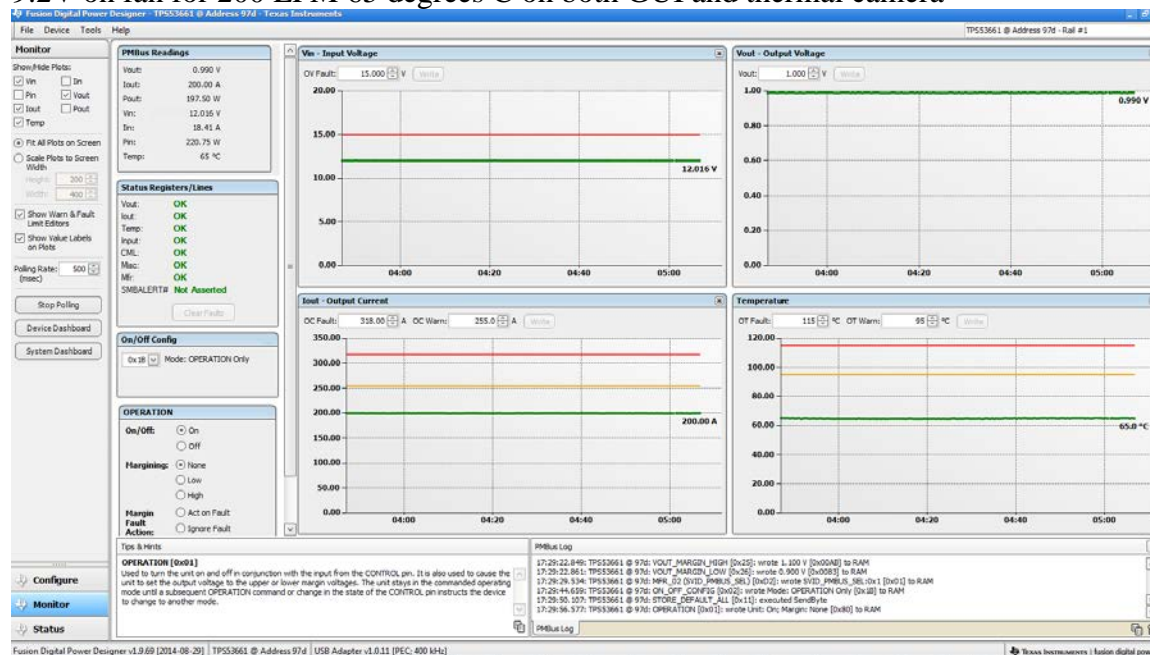 9.2V on fan for 200 LFM 65 degrees C on both GUI and thermal camera
Fusion Digital Power Designer - TPS53661 @ Address 97d - Texas Instruments
File Device Tools Help
TPS53661 @ Address 97d - Rail #1
Monitor
Show/Hide Plots:
Vin Iin
Pin Vout
Iout Pout
Temp
Fit All Plots on Screen
Scale Plots to Screen
Width
Height: 300
Width: 400
Show Warn & Fault
Limit Editors
Show Value Labels
on Plots
Polling Rate: 500
(msec)
Stop Polling
Device Dashboard
System Dashboard
Configure
Monitor
Status
PMBus Readings
Vout: 0.990 V
Iout: 200.00 A
Pout: 197.50 W
Vin: 12.016 V
Iin: 18.41 A
Pin: 220.75 W
Temp: 65 °C
Status Registers/Lines
Vout: OK
Iout: OK
Temp: OK
Input: OK
CML: OK
Misc: OK
Mfr: OK
SMBALERT# Not Asserted
Clear Faults
On/Off Config
0x1B Mode: OPERATION Only
OPERATION
On/Off: On
Off
Margining: None
Low
High
Margin
Fault
Action:
Act on Fault
Ignore Fault
Vin - Input Voltage
OV Fault: 15.000 V Write
20.00
15.00
10.00
5.00
0.00
12.016 V
04:00 04:20 04:40 05:00
Vout - Output Voltage
Vout: 1.000 V Write
1.00
0.80
0.60
0.40
0.20
0.00
0.990 V
04:00 04:20 04:40 05:00
Iout - Output Current
OC Fault: 318.00 A OC Warn: 255.0 A Write
350.00
300.00
250.00
200.00
150.00
100.00
50.00
0.00
200.00 A
04:00 04:20 04:40 05:00
Temperature
OT Fault: 115 °C OT Warn: 95 °C Write
120.00
100.00
80.00
60.00
40.00
20.00
0.00
65.0 °C
04:00 04:20 04:40 05:00
Tips & Hints
OPERATION [0x01]
Used to turn the unit on and off in conjunction with the input from the CONTROL pin. It is also used to cause the
unit to set the output voltage to the upper or lower margin voltages. The unit stays in the commanded operating
mode until a subsequent OPERATION command or change in the state of the CONTROL pin instructs the device
to change to another mode.
PMBus Log
17:29:22.849: TPS53661 @ 97d: VOUT_MARGIN_HIGH [0x25]: wrote 1.100 V [0x00AB] to RAM
17:29:22.861: TPS53661 @ 97d: VOUT_MARGIN_LOW [0x26]: wrote 0.900 V [0x0083] to RAM
17:29:29.534: TPS53661 @ 97d: MFR_02 (SVID_PMBUS_SEL) [0xD2]: wrote SVID_PMBUS_SEL:0x1 [0x01] to RAM
17:29:44.659: TPS53661 @ 97d: ON_OFF_CONFIG [0x02]: wrote Mode: OPERATION Only [0x1B] to RAM
17:29:50.107: TPS53661 @ 97d: STORE_DEFAULT_ALL [0x11]: executed SendByte
17:29:56.577: TPS53661 @ 97d: OPERATION [0x01]: wrote Unit: On; Margin: None [0x80] to RAM
PMBus Log
Fusion Digital Power Designer v1.9.69 [2014-08-29] TPS53661 @ Address 97d USB Adapter v1.0.11 [PEC; 400 kHz]
TEXAS INSTRUMENTS | fusion digital pow